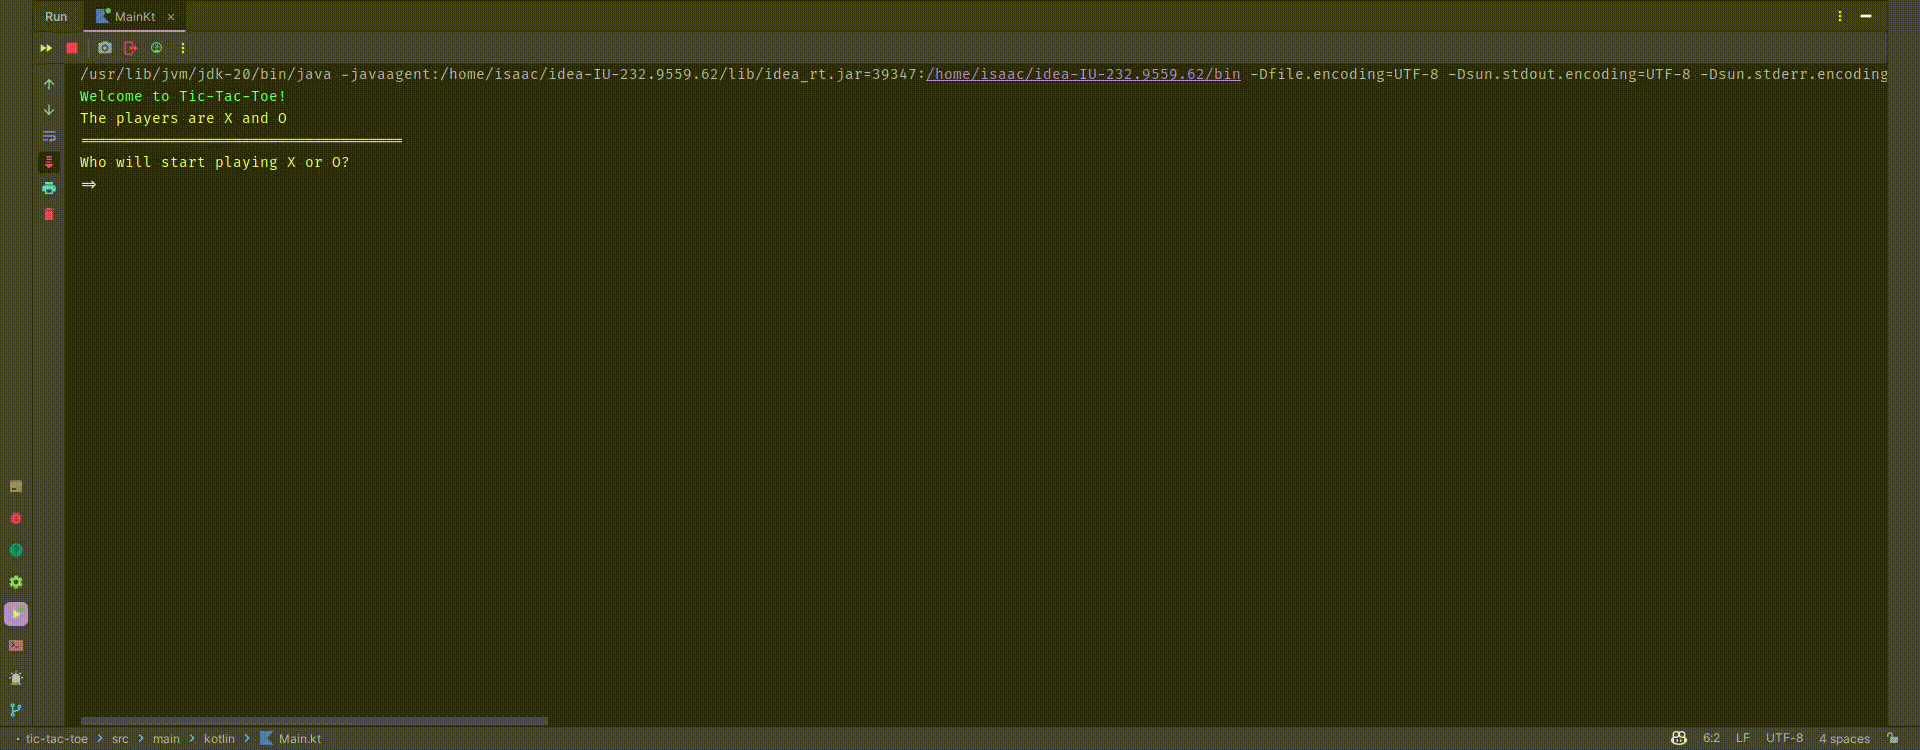 Run MainKt ×
/usr/lib/jvm/jdk-20/bin/java -javaagent:/home/isaac/idea-IU-232.9559.62/lib/idea_rt.jar=39347:/home/isaac/idea-IU-232.9559.62/bin -Dfile.encoding=UTF-8 -Dsun.stdout.encoding=UTF-8 -Dsun.stderr.encoding
Welcome to Tic-Tac-Toe!
The players are X and O
====================================
Who will start playing X or O?
=>
tic-tac-toe > src > main > kotlin > Main.kt 6:2 LF UTF-8 4 spaces